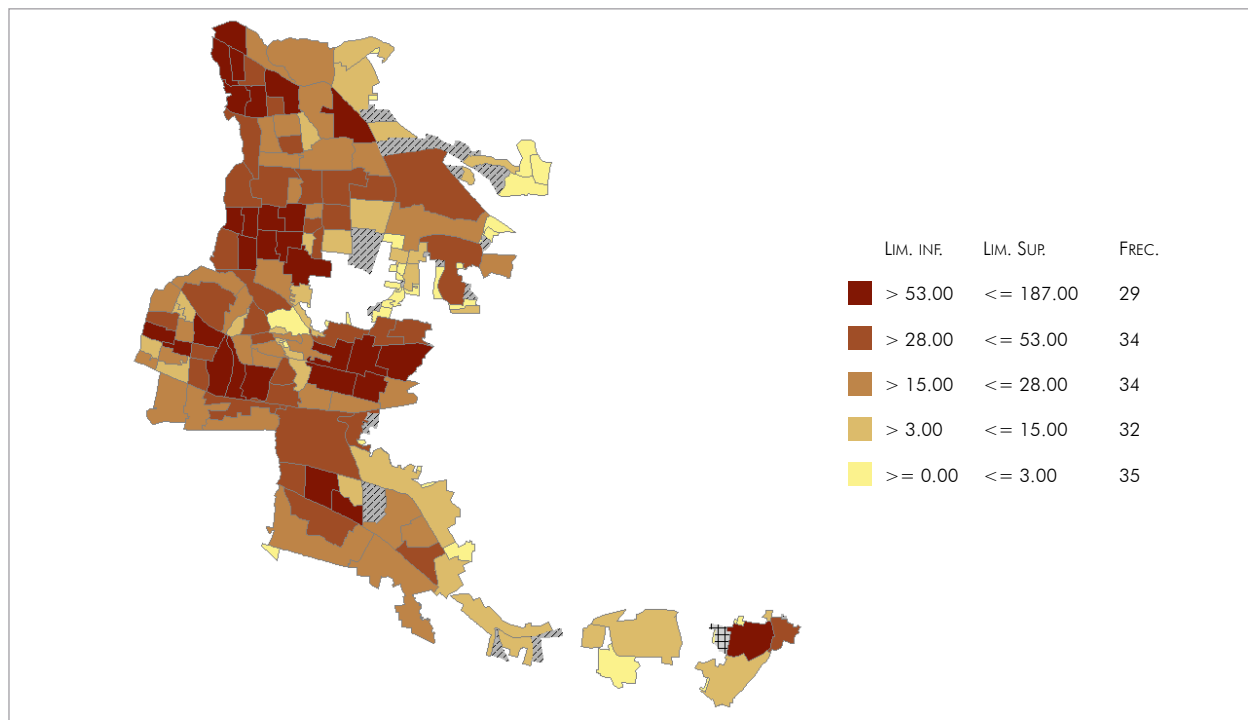 LIM. INF. LIM. SUP. FREC.
> 53.00 <= 187.00 29
> 28.00 <= 53.00 34
> 15.00 <= 28.00 34
> 3.00 <= 15.00 32
>= 0.00 <= 3.00 35